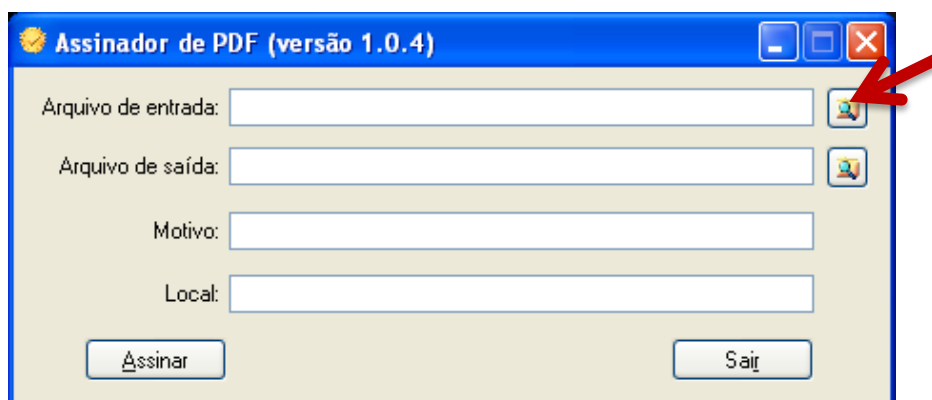 Assinador de PDF (versão 1.0.4)
Arquivo de entrada:
Arquivo de saída:
Motivo:
Local:
Assinar
Sair